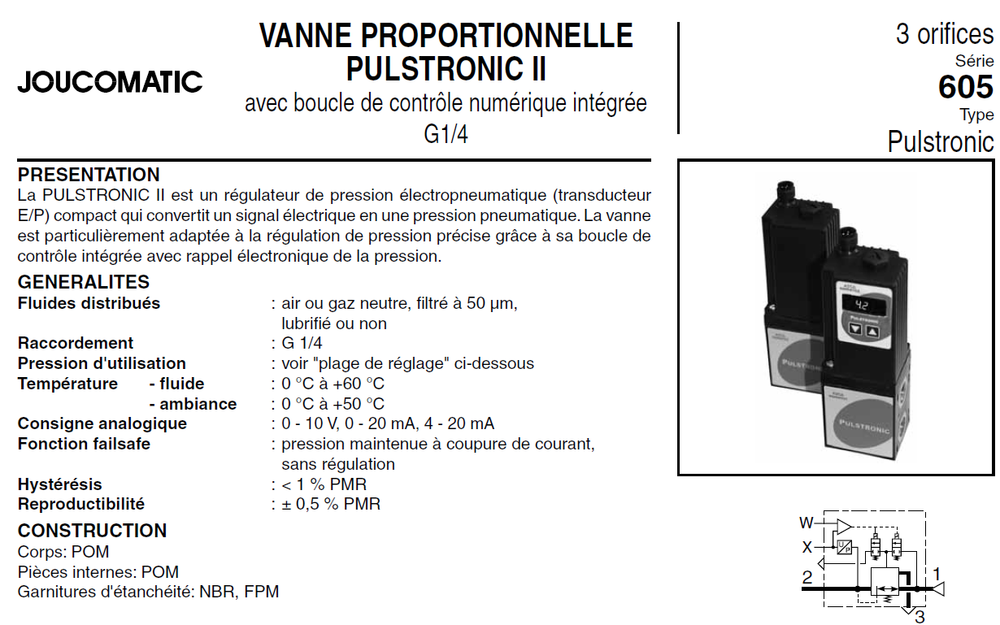 JOUCOMATIC
VANNE PROPORTIONNELLE
PULSTRONIC II
avec boucle de contrôle numérique intégrée
G1/4
3 orifices
Série
605
Type
Pulstronic
PRESENTATION
La PULSTRONIC II est un régulateur de pression électropneumatique (transducteur
E/P) compact qui convertit un signal électrique en une pression pneumatique. La vanne
est particulièrement adaptée à la régulation de pression précise grâce à sa boucle de
contrôle intégrée avec rappel électronique de la pression.
GENERALITES
Fluides distribués : air ou gaz neutre, filtré à 50 µm,
lubrifié ou non
Raccordement : G 1/4
Pression d'utilisation : voir "plage de réglage" ci-dessous
Température - fluide : 0 °C à +60 °C
- ambiance : 0 °C à +50 °C
Consigne analogique : 0 - 10 V, 0 - 20 mA, 4 - 20 mA
Fonction failsafe : pression maintenue à coupure de courant,
sans régulation
Hystérésis : < 1 % PMR
Reproductibilité : ± 0,5 % PMR
CONSTRUCTION
Corps: POM
Pièces internes: POM
Garnitures d'étanchéité: NBR, FPM
4.2
PULSTRONIC
PULSTRONIC
PULSTRONIC
W
X
U
P
2
1
3